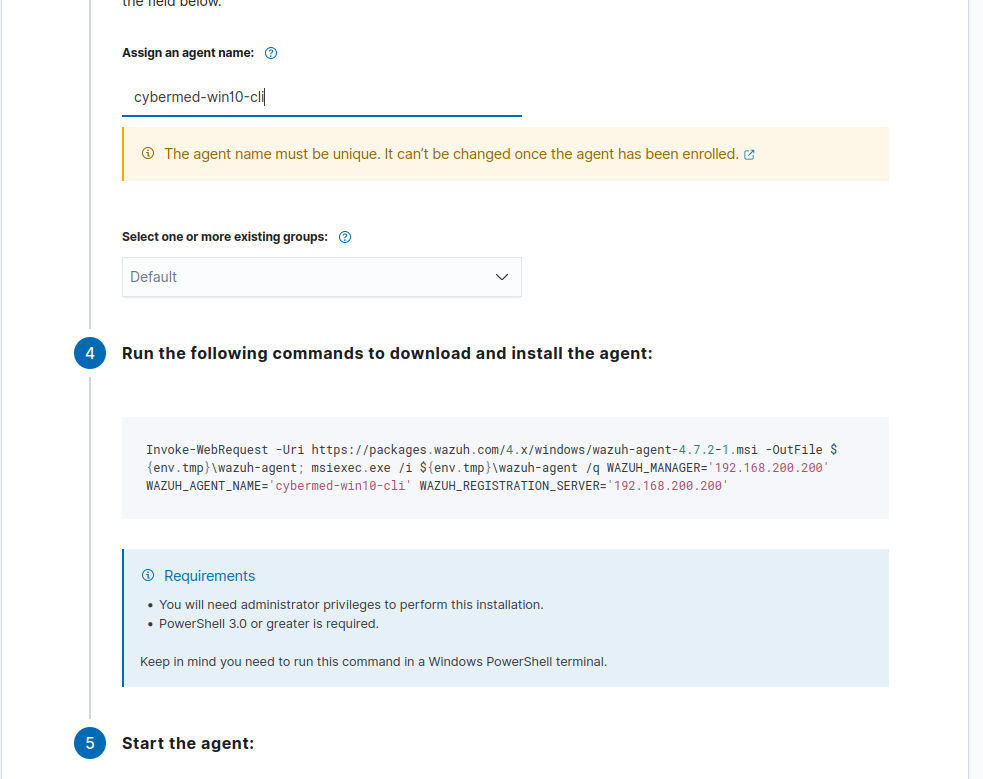 the field below.
Assign an agent name:
cybermed-win10-cli
The agent name must be unique. It can't be changed once the agent has been enrolled.
Select one or more existing groups:
Default
4 Run the following commands to download and install the agent:
Invoke-WebRequest -Uri https://packages.wazuh.com/4.x/windows/wazuh-agent-4.7.2-1.msi -OutFile $
{env.tmp}\wazuh-agent; msiexec.exe /i ${env.tmp}\wazuh-agent /q WAZUH_MANAGER='192.168.200.200'
WAZUH_AGENT_NAME='cybermed-win10-cli' WAZUH_REGISTRATION_SERVER='192.168.200.200'
Requirements
• You will need administrator privileges to perform this installation.
• PowerShell 3.0 or greater is required.
Keep in mind you need to run this command in a Windows PowerShell terminal.
5 Start the agent: